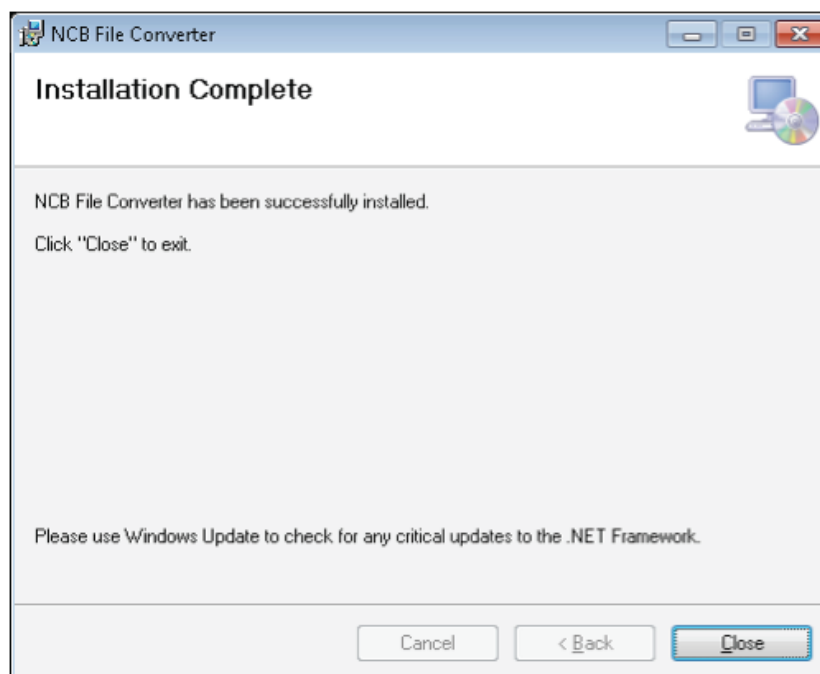 NCB File Converter
Installation Complete
NCB File Converter has been successfully installed.
Click "Close" to exit.
Please use Windows Update to check for any critical updates to the .NET Framework.
Cancel
< Back
Close